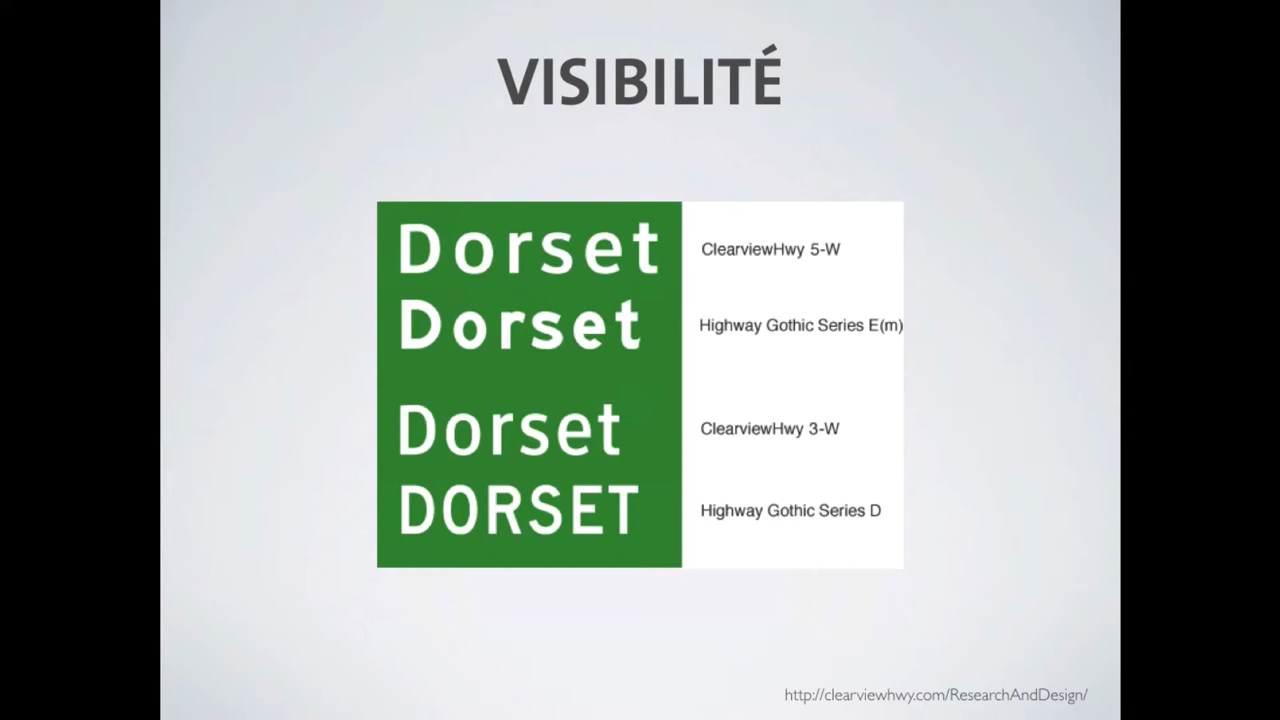 VISIBILITÉ
Dorset ClearviewHwy 5-W
Dorset Highway Gothic Series E(m)
Dorset ClearviewHwy 3-W
DORSET Highway Gothic Series D
http://clearviewhwy.com/ResearchAndDesign/